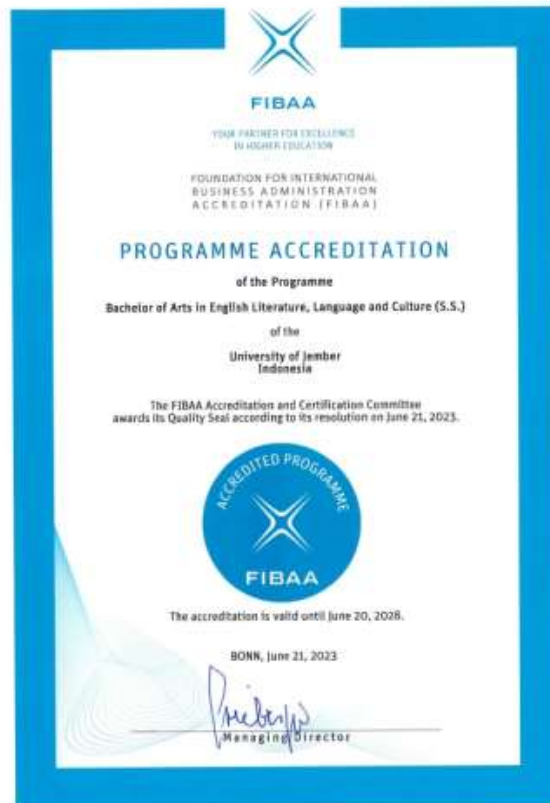 FIBAA
YOUR PARTNER FOR EXCELLENCE
IN HIGHER EDUCATION
FOUNDATION FOR INTERNATIONAL
BUSINESS ADMINISTRATION
ACCREDITATION (FIBAA)
PROGRAMME ACCREDITATION
of the Programme
Bachelor of Arts in English Literature, Language and Culture (S.S.)
of the
University of Jember
Indonesia
The FIBAA Accreditation and Certification Committee
awards its Quality Seal according to its resolution on June 21, 2023.
ACCREDITED PROGRAMME
FIBAA
The accreditation is valid until June 20, 2028.
BONN, June 21, 2023
Managing Director